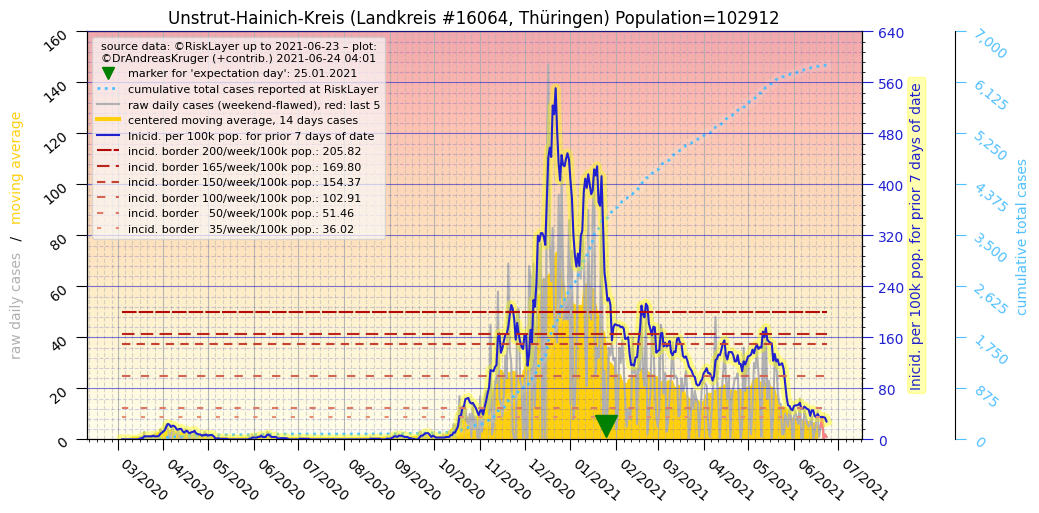 Unstrut-Hainich-Kreis (Landkreis #16064, Thüringen) Population=102912
source data: ©RiskLayer up to 2021-06-23 – plot:
©DrAndreasKruger (+contrib.) 2021-06-24 04:01
marker for 'expectation day': 25.01.2021
cumulative total cases reported at RiskLayer
raw daily cases (weekend-flawed), red: last 5
centered moving average, 14 days cases
Inicid. per 100k pop. for prior 7 days of date
incid. border 200/week/100k pop.: 205.82
incid. border 165/week/100k pop.: 169.80
incid. border 150/week/100k pop.: 154.37
incid. border 100/week/100k pop.: 102.91
incid. border   50/week/100k pop.: 51.46
incid. border   35/week/100k pop.: 36.02
raw daily cases / moving average
160
140
120
100
80
60
40
20
0
640
560
480
400
320
240
160
80
0
Inicid. per 100k pop. for prior 7 days of date
7,000
6,125
5,250
4,375
3,500
2,625
1,750
875
0
cumulative total cases
03/2020
04/2020
05/2020
06/2020
07/2020
08/2020
09/2020
10/2020
11/2020
12/2020
01/2021
02/2021
03/2021
04/2021
05/2021
06/2021
07/2021